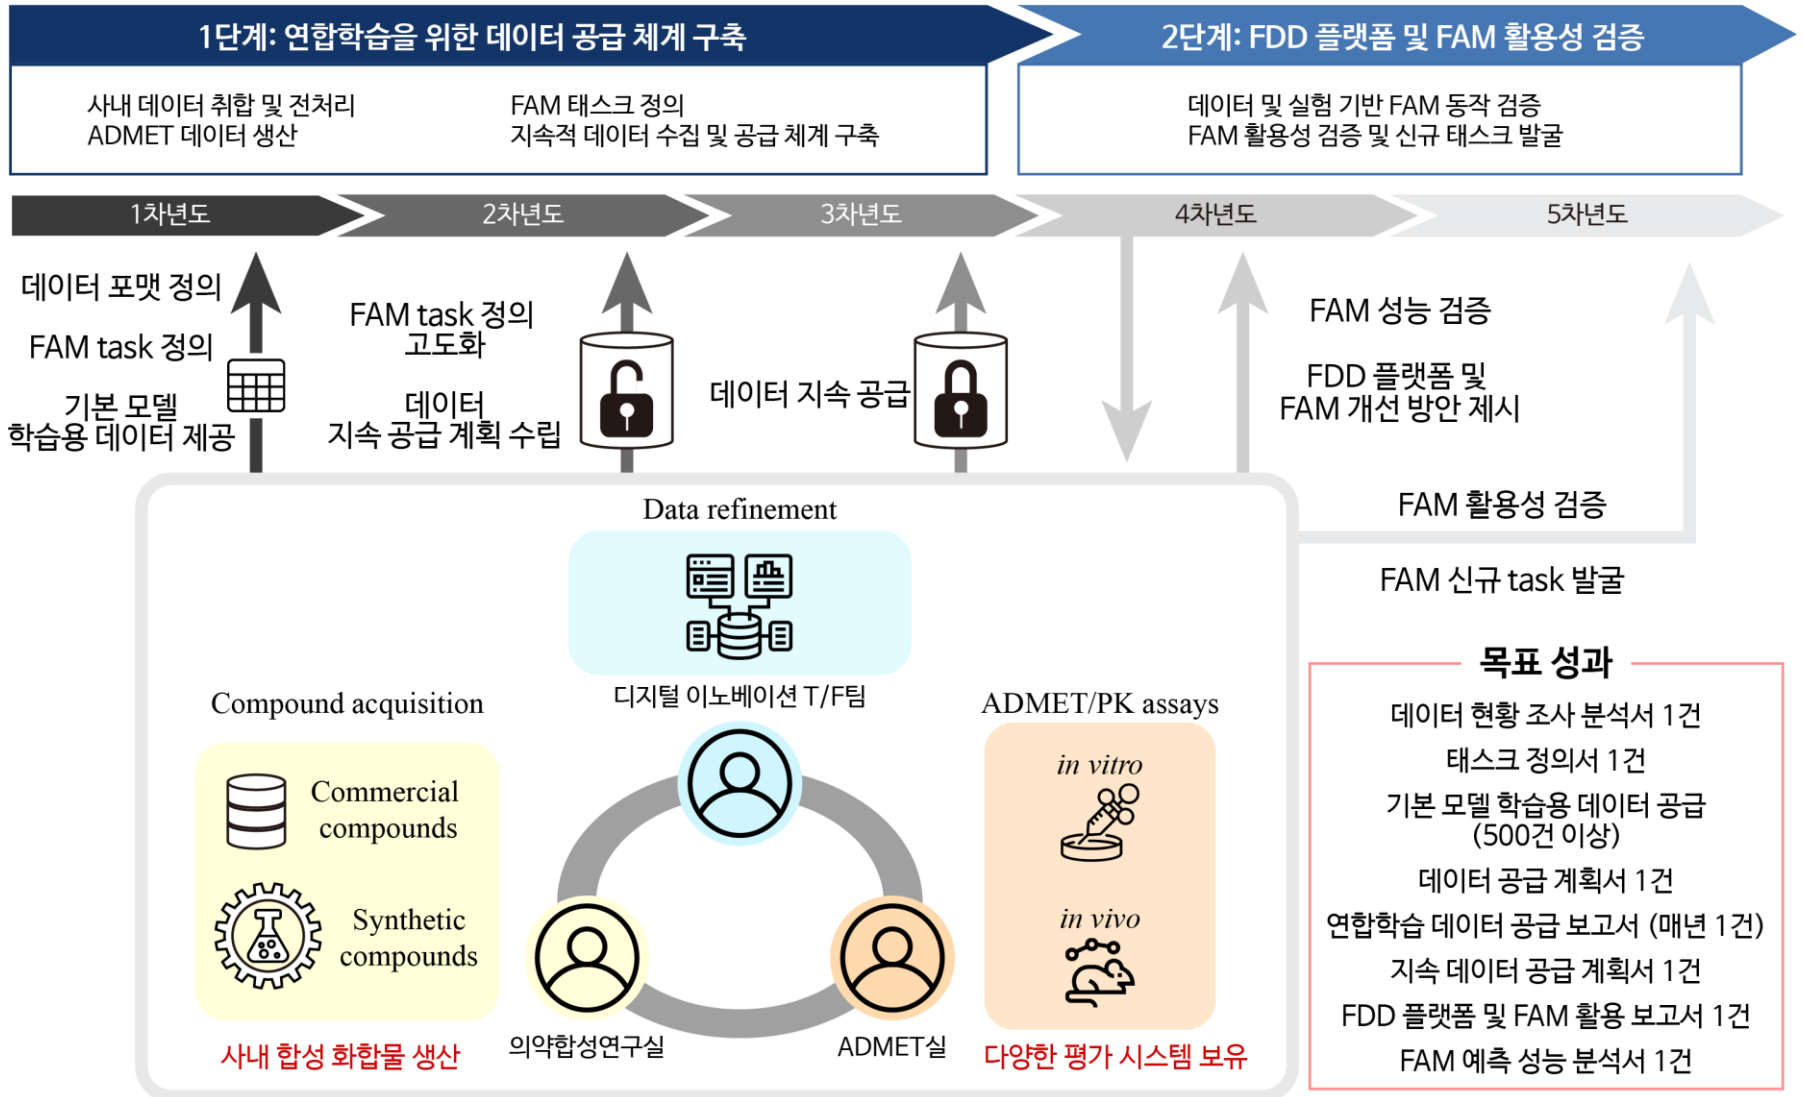 1단계: 연합학습을 위한 데이터 공급 체계 구축
2단계: FDD 플랫폼 및 FAM 활용성 검증
사내 데이터 취합 및 전처리
ADMET 데이터 생산
FAM 태스크 정의
지속적 데이터 수집 및 공급 체계 구축
데이터 및 실험 기반 FAM 동작 검증
FAM 활용성 검증 및 신규 태스크 발굴
1차년도
2차년도
3차년도
4차년도
5차년도
데이터 포맷 정의
FAM task 정의
기본 모델
학습용 데이터 제공
FAM task 정의
고도화
데이터
지속 공급 계획 수립
데이터 지속 공급
FAM 성능 검증
FDD 플랫폼 및
FAM 개선 방안 제시
FAM 활용성 검증
FAM 신규 task 발굴
Data refinement
디지털 이노베이션 T/F팀
Compound acquisition
Commercial
compounds
Synthetic
compounds
사내 합성 화합물 생산
의약합성연구실
ADMET실
ADMET/PK assays
in vitro
in vivo
다양한 평가 시스템 보유
목표 성과
데이터 현황 조사 분석서 1건
태스크 정의서 1건
기본 모델 학습용 데이터 공급
(500건 이상)
데이터 공급 계획서 1건
연합학습 데이터 공급 보고서 (매년 1건)
지속 데이터 공급 계획서 1건
FDD 플랫폼 및 FAM 활용 보고서 1건
FAM 예측 성능 분석서 1건